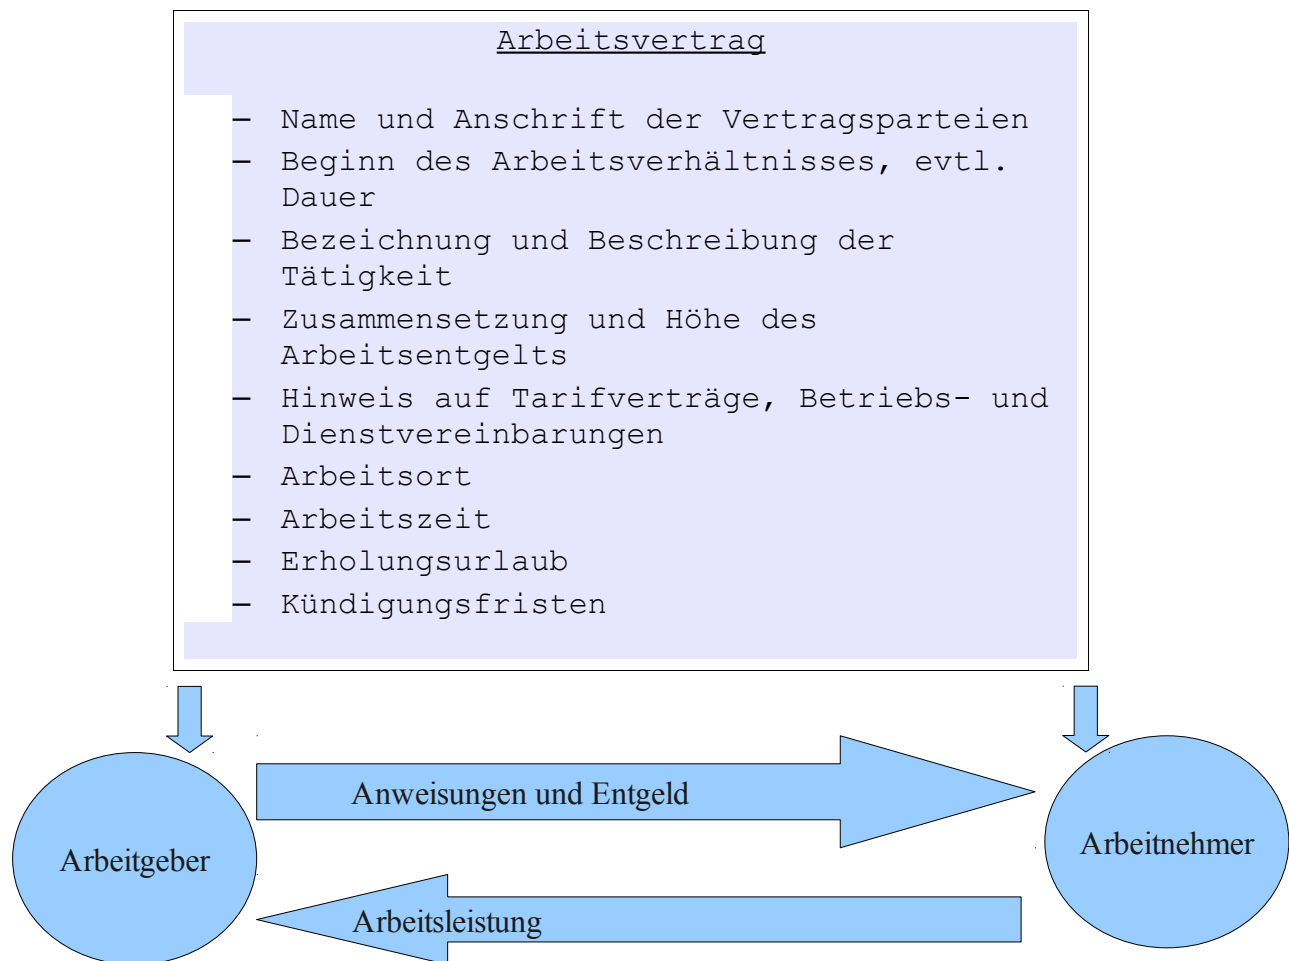 Arbeitsvertrag
– Name und Anschrift der Vertragsparteien
– Beginn des Arbeitsverhältnisses, evtl.
Dauer
– Bezeichnung und Beschreibung der
Tätigkeit
– Zusammensetzung und Höhe des
Arbeitsentgelts
– Hinweis auf Tarifverträge, Betriebs- und
Dienstvereinbarungen
– Arbeitsort
– Arbeitszeit
– Erholungsurlaub
– Kündigungsfristen
Anweisungen und Entgeld
Arbeitgeber
Arbeitnehmer
Arbeitsleistung